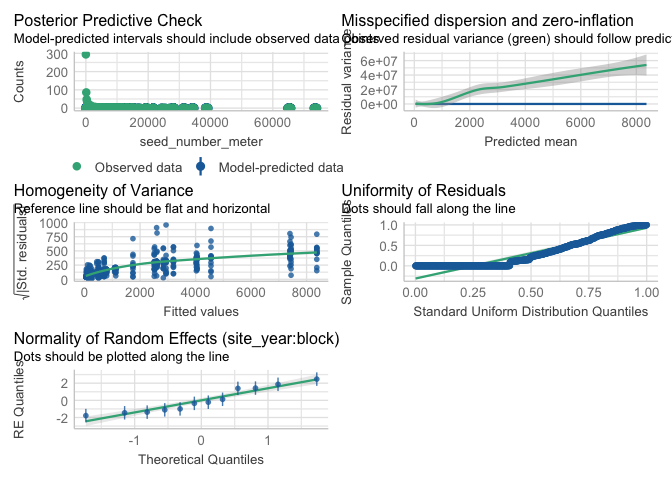 Posterior Predictive Check
Model-predicted intervals should include observed data points
Counts
300
200
100
0
0
20000
40000
60000
seed_number_meter
Observed data
Model-predicted data
Misspecified dispersion and zero-inflation
Observed residual variance (green) should follow predic
Residual variance
6e+07
4e+07
2e+07
0e+00
0
2000
4000
6000
8000
Predicted mean
Homogeneity of Variance
Reference line should be flat and horizontal
√|Std. residuals|
1000
750
500
250
0
0
2000
4000
6000
8000
Fitted values
Uniformity of Residuals
Dots should fall along the line
Sample Quantiles
1.0
0.5
0.0
0.00
0.25
0.50
0.75
1.00
Standard Uniform Distribution Quantiles
Normality of Random Effects (site_year:block)
Dots should be plotted along the line
RE Quantiles
2
0
-2
-1
0
1
Theoretical Quantiles